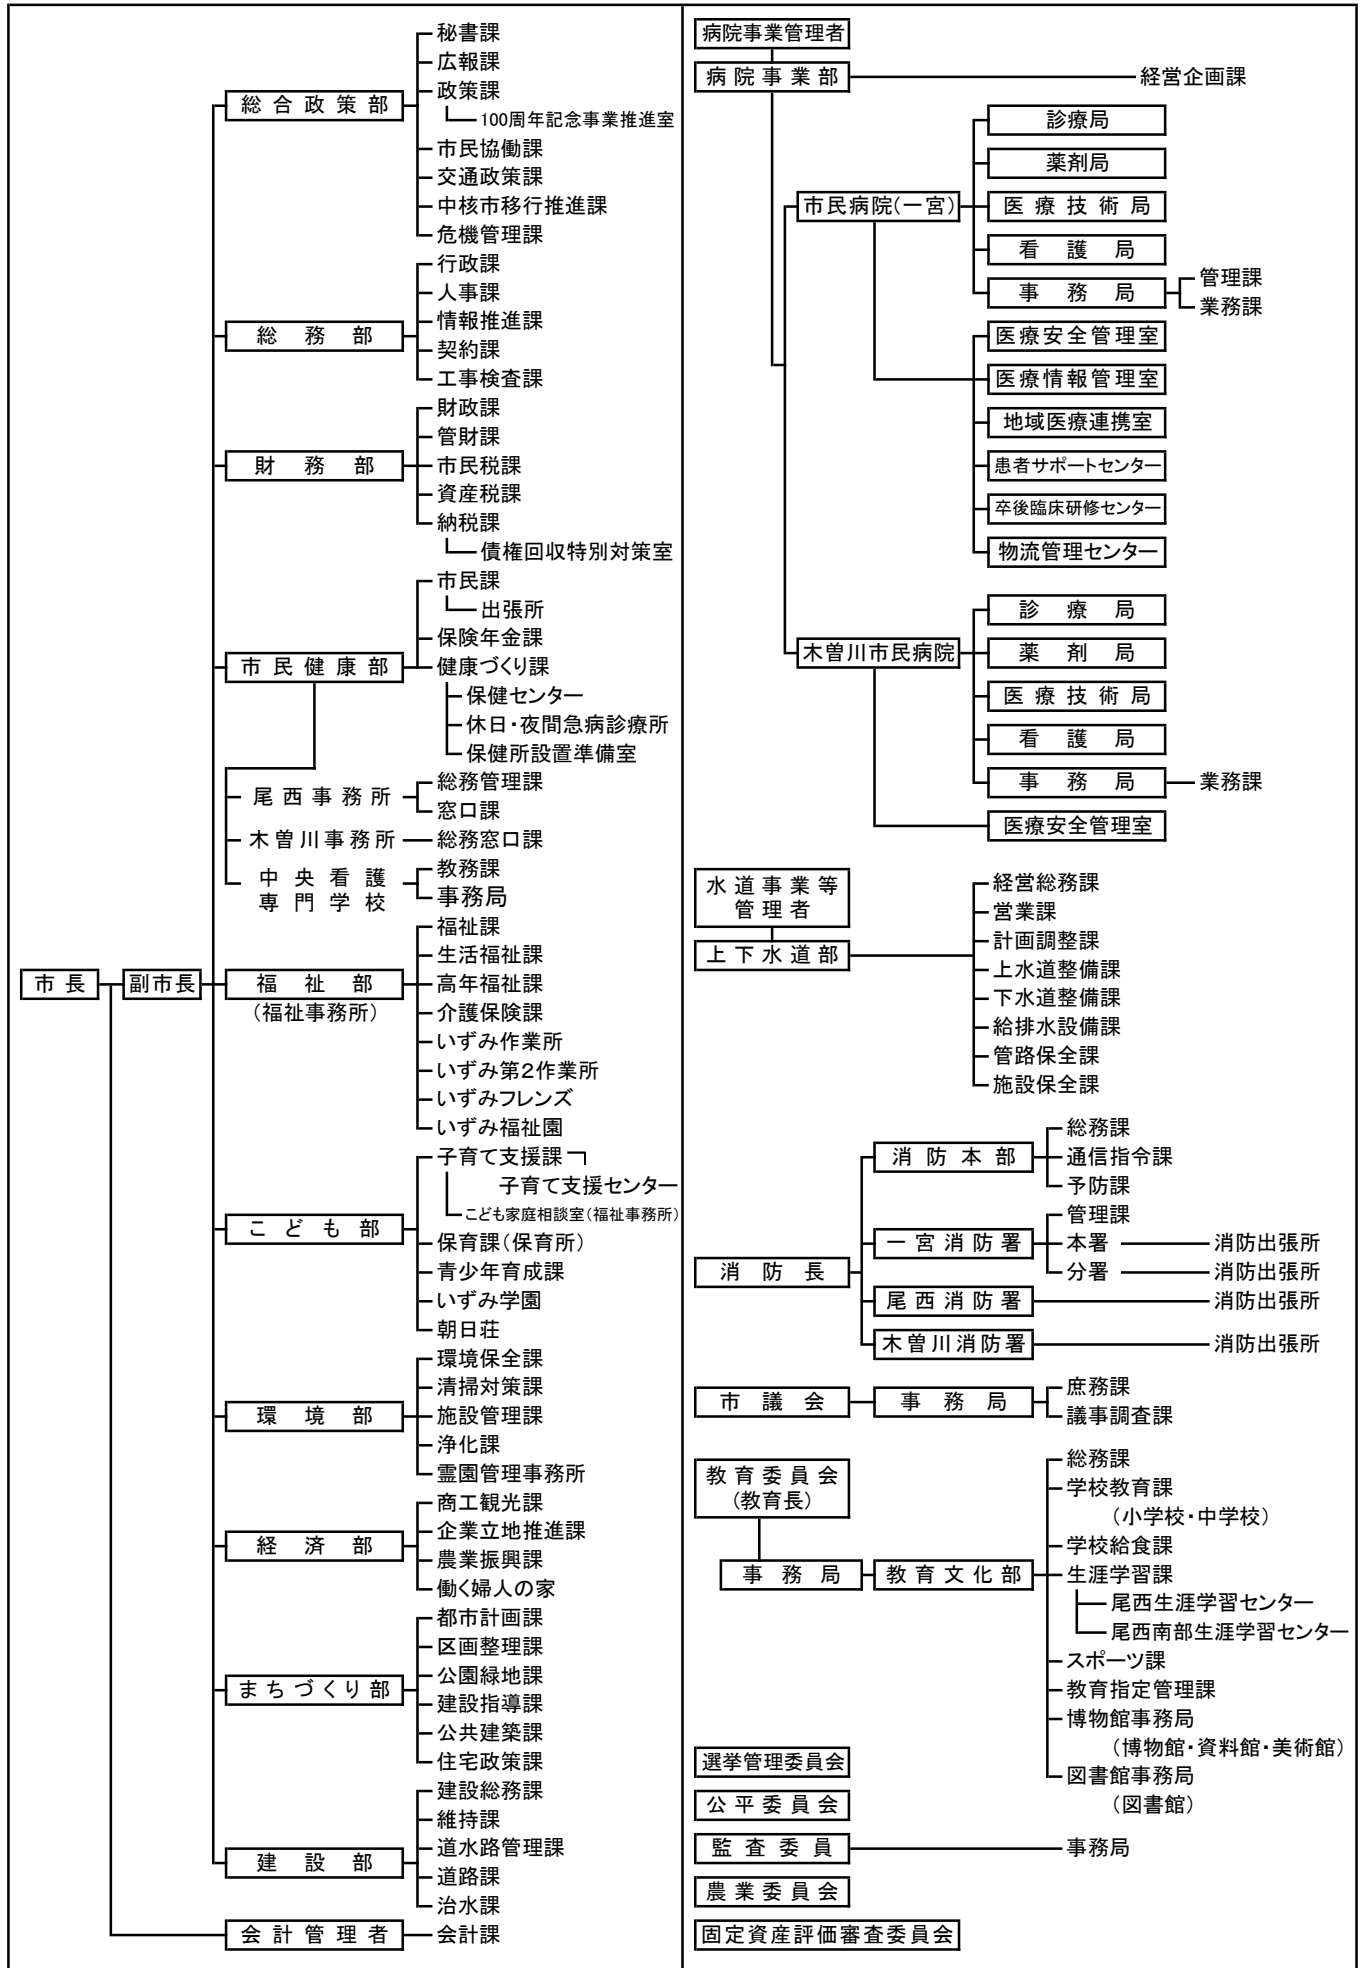 秘書課
広報課
政策課
総合政策部
100周年記念事業推進室
市民協働課
交通政策課
中核市移行推進課
危機管理課
行政課
人事課
情報推進課
総務部
契約課
工事検査課
財政課
管財課
市民税課
財務部
資産税課
納税課
債権回収特別対策室
市民課
出張所
保険年金課
健康づくり課
市民健康部
保健センター
休日・夜間急病診療所
保健所設置準備室
尾西事務所
総務管理課
窓口課
木曽川事務所
総務窓口課
中央看護
専門学校
教務課
事務局
福祉課
生活福祉課
市長
副市長
福祉部
(福祉事務所)
高年福祉課
介護保険課
いずみ作業所
いずみ第2作業所
いずみフレンズ
いずみ福祉園
子育て支援課
子育て支援センター
こども家庭相談室(福祉事務所)
こども部
保育課(保育所)
青少年育成課
いずみ学園
朝日荘
環境保全課
清掃対策課
環境部
施設管理課
浄化課
霊園管理事務所
商工観光課
企業立地推進課
経済部
農業振興課
働く婦人の家
都市計画課
区画整理課
公園緑地課
まちづくり部
建設指導課
公共建築課
住宅政策課
建設総務課
維持課
道水路管理課
建設部
道路課
治水課
会計管理者
会計課
病院事業管理者
病院事業部
経営企画課
診療局
薬剤局
市民病院(一宮)
医療技術局
看護局
事務局
管理課
業務課
医療安全管理室
医療情報管理室
地域医療連携室
患者サポートセンター
卒後臨床研修センター
物流管理センター
診療局
木曽川市民病院
薬剤局
医療技術局
看護局
事務局
業務課
医療安全管理室
水道事業等
管理者
上下水道部
経営総務課
営業課
計画調整課
上水道整備課
下水道整備課
給排水設備課
管路保全課
施設保全課
消防本部
総務課
通信指令課
予防課
消防長
一宮消防署
管理課
本署
消防出張所
分署
消防出張所
尾西消防署
消防出張所
木曽川消防署
消防出張所
市議会
事務局
庶務課
議事調査課
教育委員会
(教育長)
事務局
教育文化部
総務課
学校教育課
(小学校・中学校)
学校給食課
生涯学習課
尾西生涯学習センター
尾西南部生涯学習センター
スポーツ課
教育指定管理課
博物館事務局
(博物館・資料館・美術館)
図書館事務局
(図書館)
選挙管理委員会
公平委員会
監査委員
事務局
農業委員会
固定資産評価審査委員会